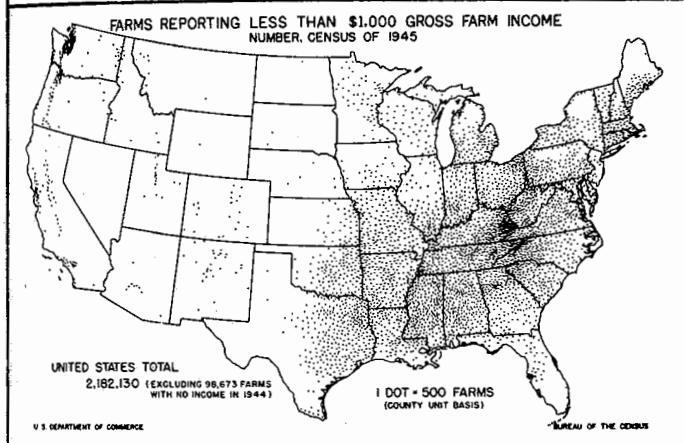 FARMS REPORTING LESS THAN $1,000 GROSS FARM INCOME
NUMBER, CENSUS OF 1945
UNITED STATES TOTAL
2,182,130 (EXCLUDING 98,673 FARMS
WITH NO INCOME IN 1944)
1 DOT = 500 FARMS
(COUNTY UNIT BASIS)
U S DEPARTMENT OF COMMERCE
BUREAU OF THE CENSUS